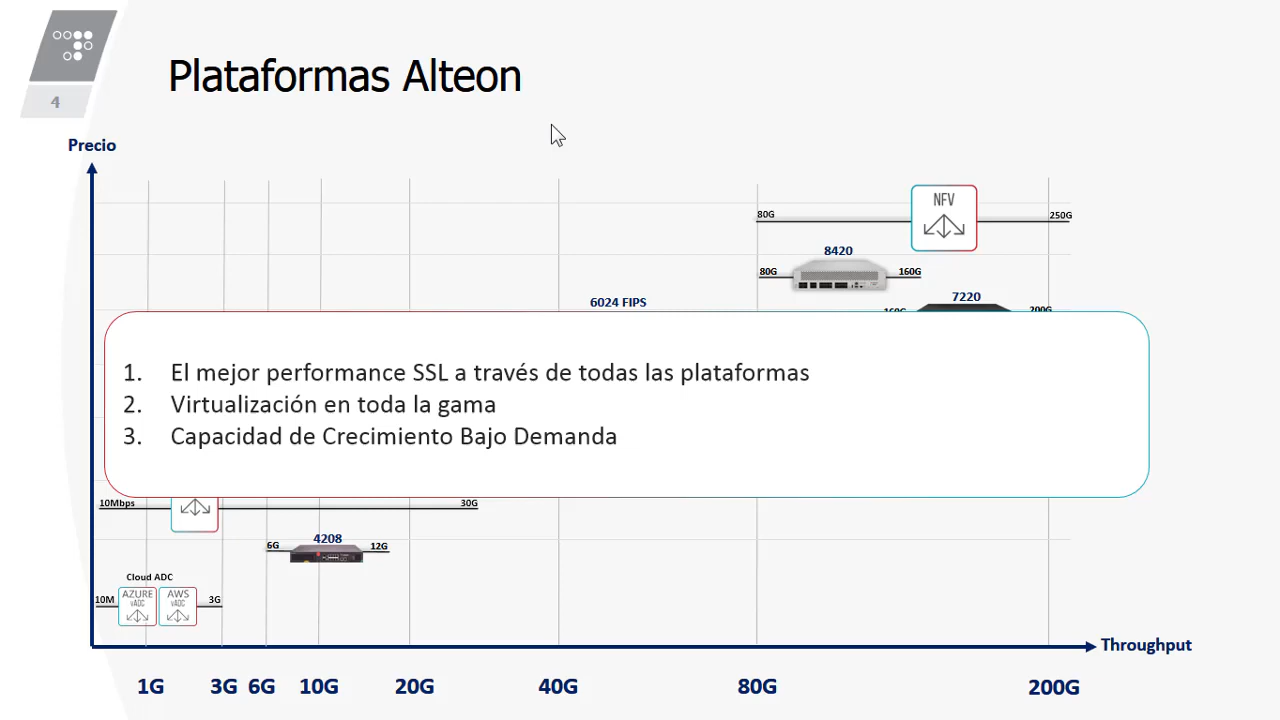 4
Plataformas Alteon
Precio
NFV
80G
250G
8420
80G
160G
6024 FIPS
7220
160G
200G
1. El mejor performance SSL a través de todas las plataformas
2. Virtualización en toda la gama
3. Capacidad de Crecimiento Bajo Demanda
10Mbps
30G
4208
6G
12G
Cloud ADC
10M
AZURE
vADC
AWS
vADC
3G
Throughput
1G 3G 6G 10G 20G 40G 80G 200G